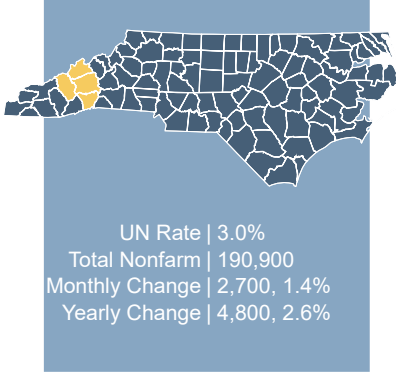 UN Rate | 3.0%
Total Nonfarm | 190,900
Monthly Change | 2,700, 1.4%
Yearly Change | 4,800, 2.6%